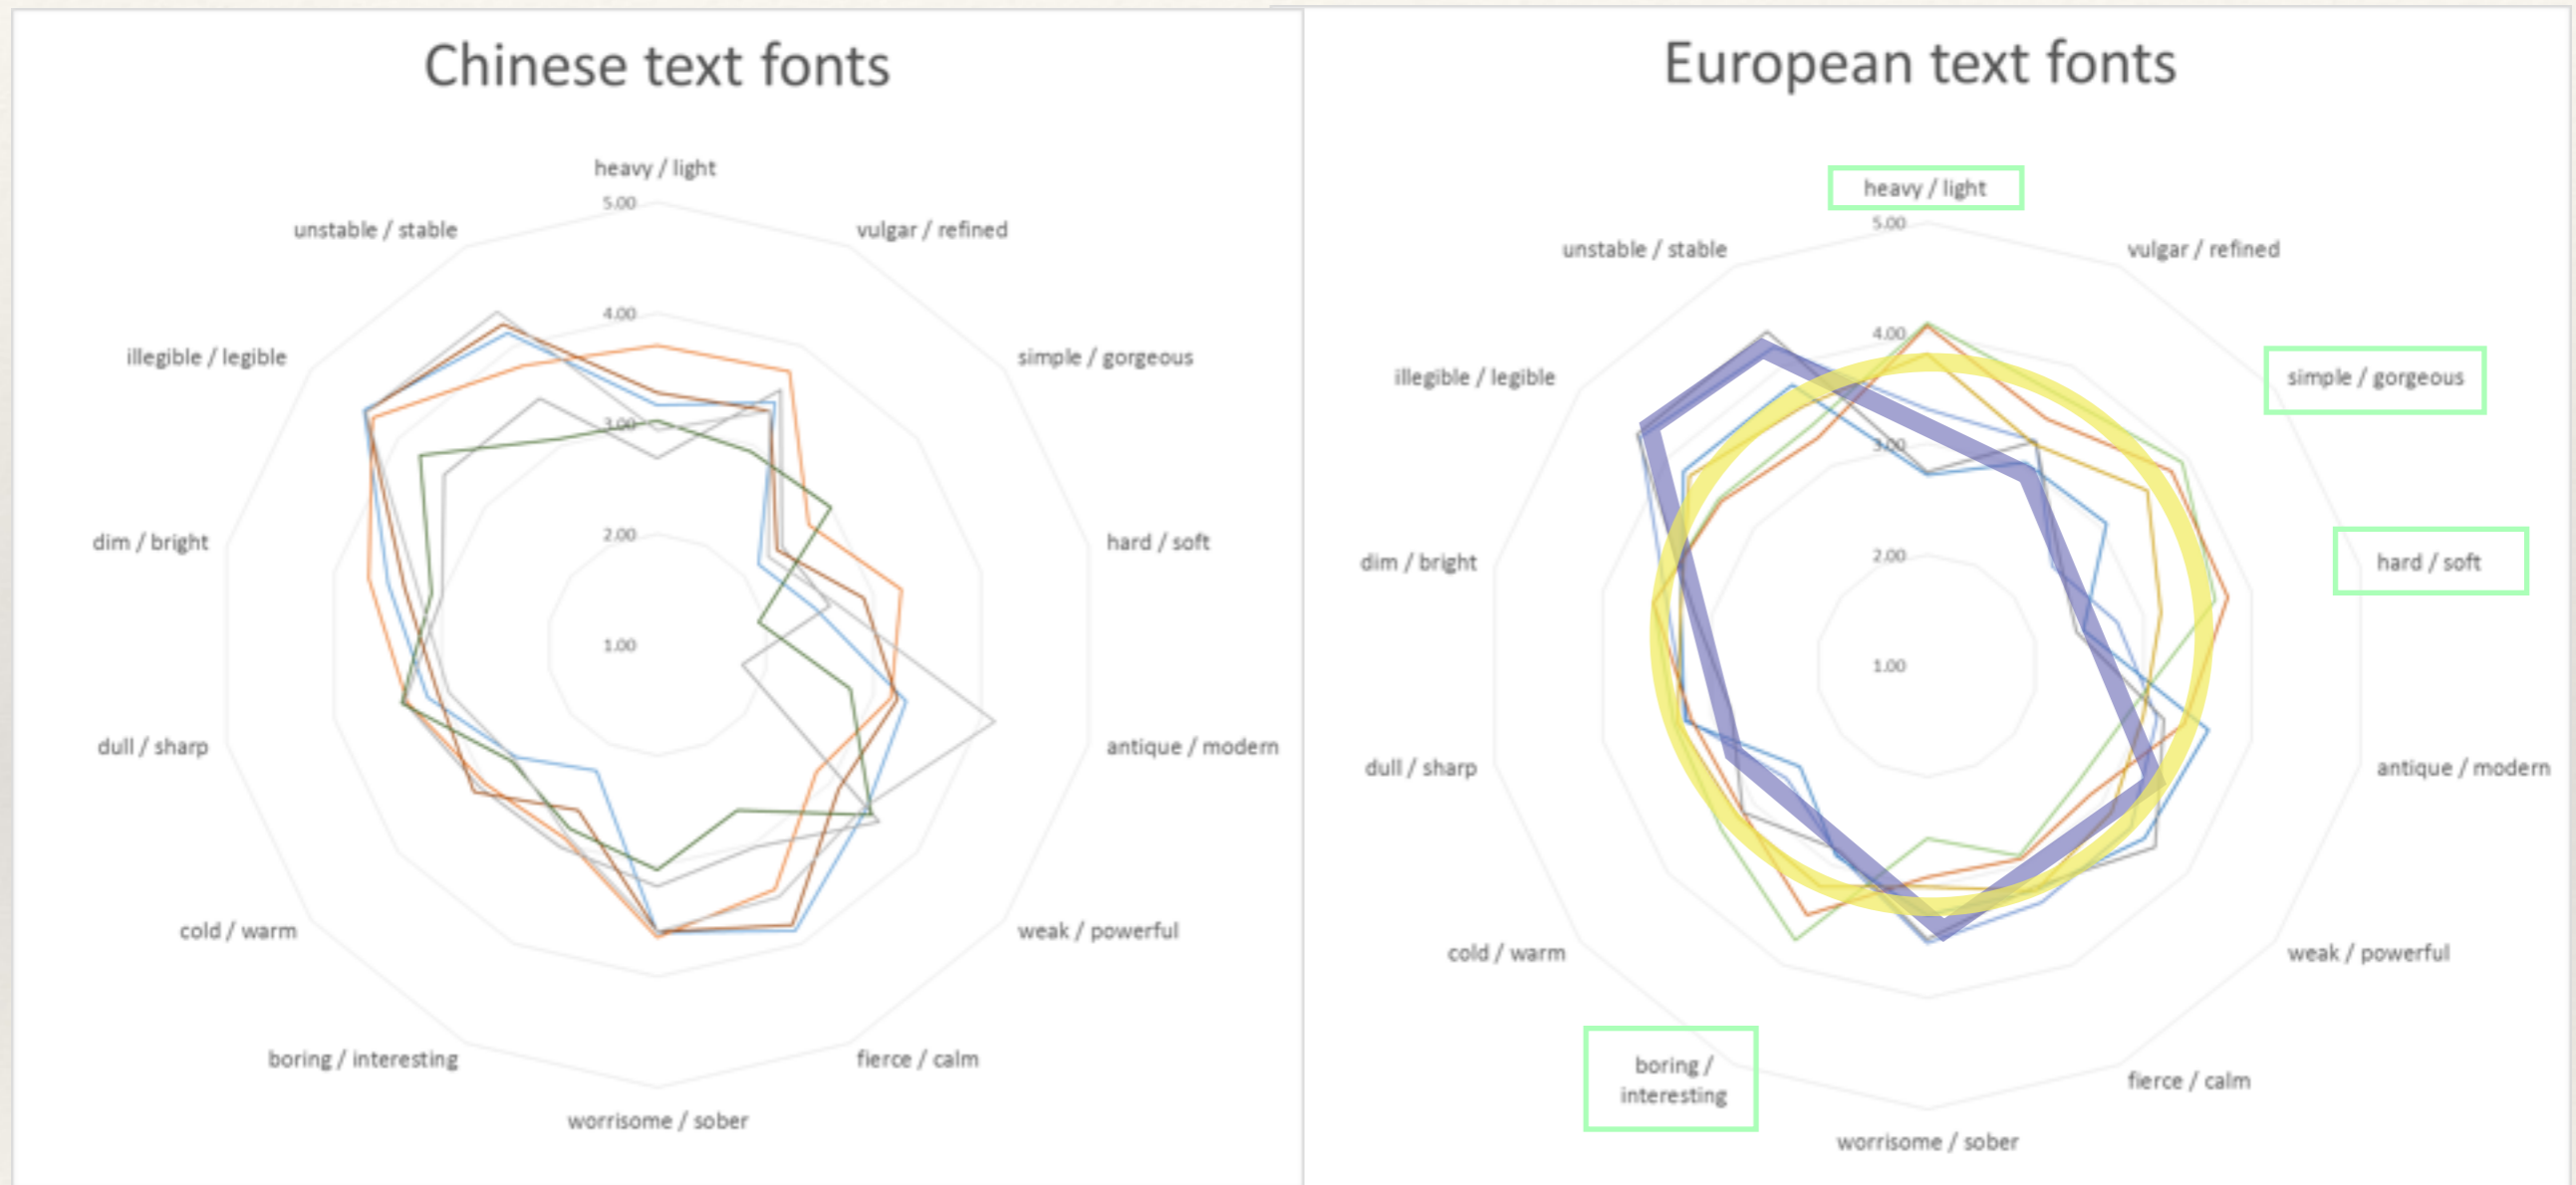 Chinese text fonts
heavy / light
5.00
unstable / stable
vulgar / refined
4.00
illegible / legible
simple / gorgeous
3.00
dim / bright
2.00
hard / soft
1.00
dull / sharp
antique / modern
cold / warm
weak / powerful
boring / interesting
fierce / calm
worrisome / sober
European text fonts
heavy / light
5.00
unstable / stable
vulgar / refined
4.00
illegible / legible
simple / gorgeous
3.00
dim / bright
2.00
hard / soft
1.00
dull / sharp
antique / modern
cold / warm
weak / powerful
boring /
interesting
fierce / calm
worrisome / sober